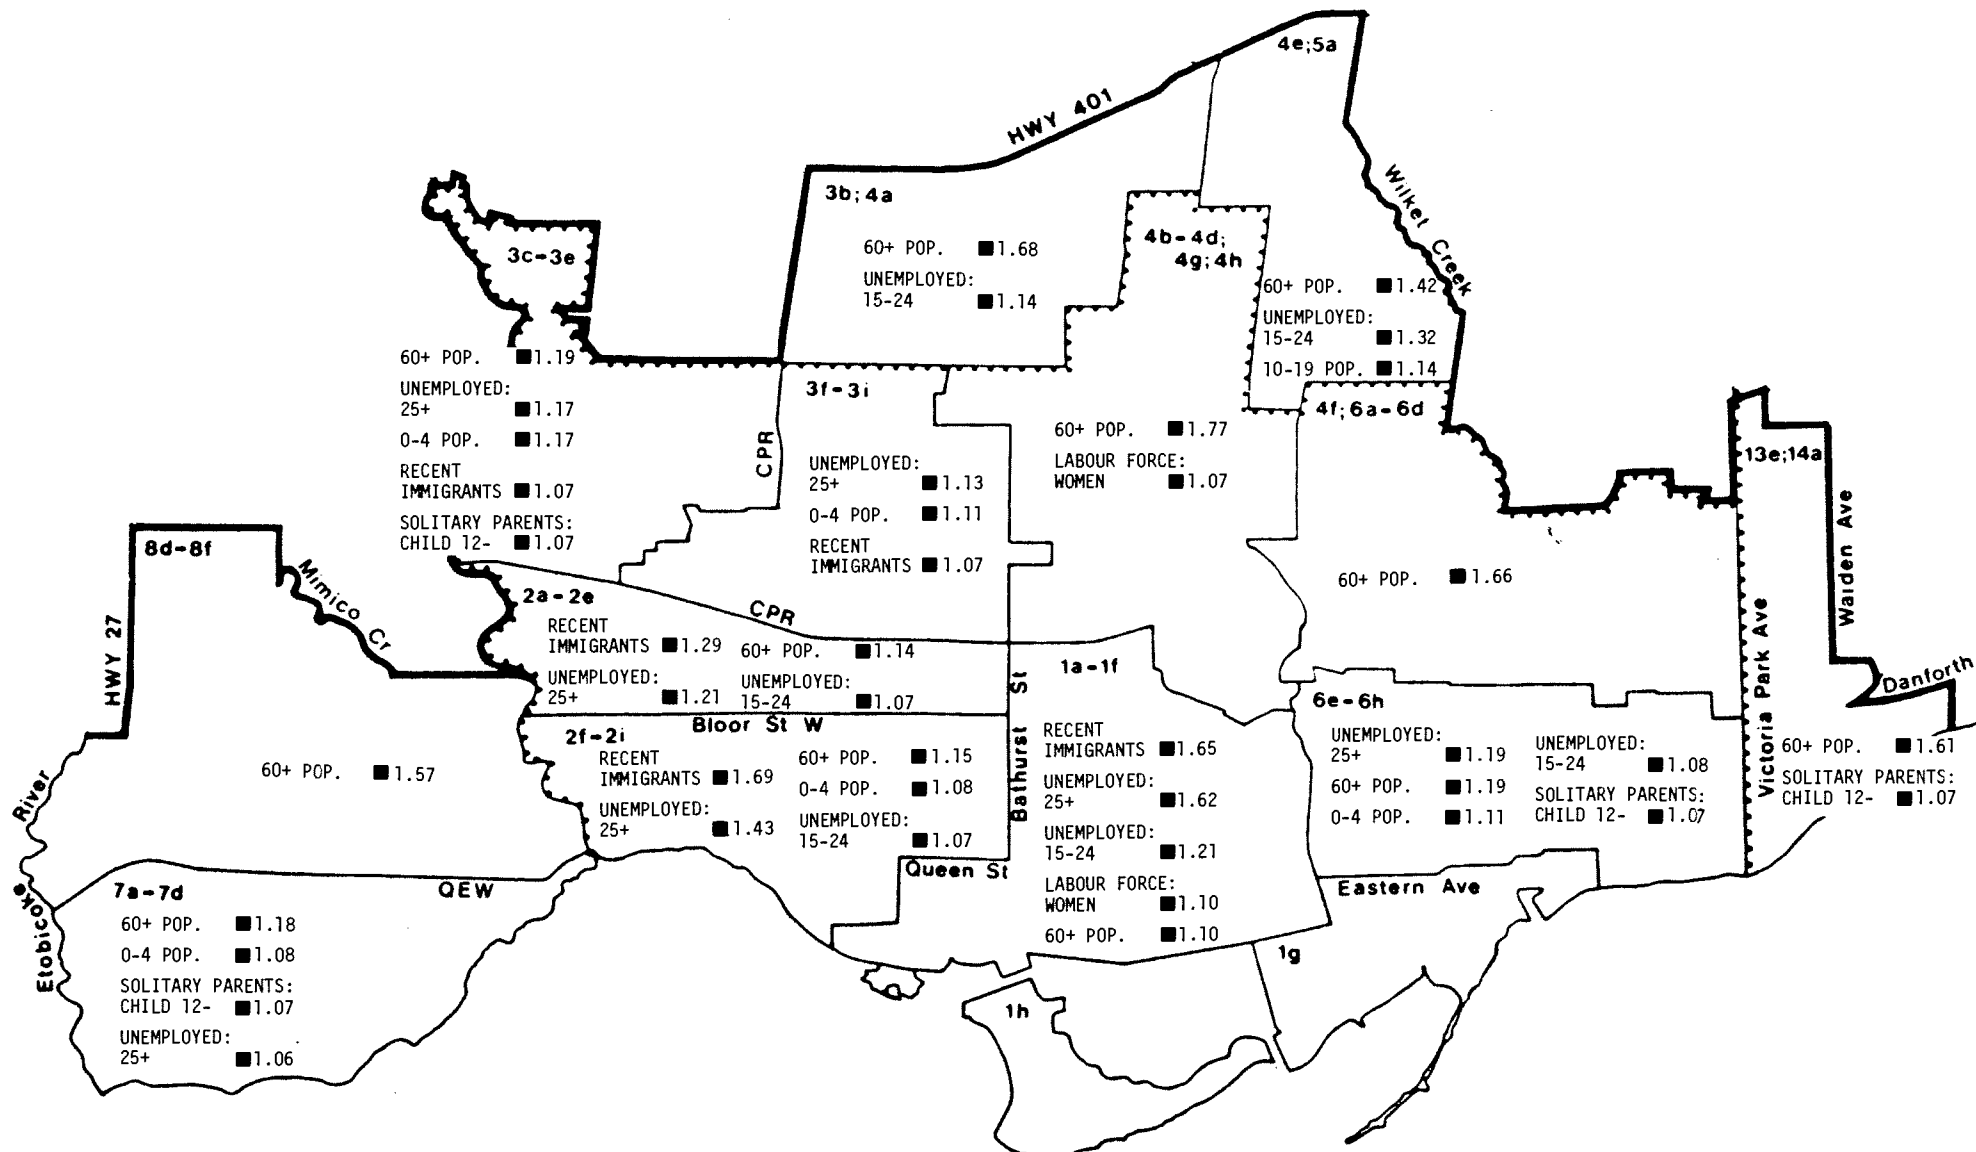 4e;5a
HWY 401
Wilket Creek
3b;4a
60+ POP. ■1.68
UNEMPLOYED:
15-24 ■1.14
3c-3e
60+ POP. ■1.19
UNEMPLOYED:
25+ ■1.17
0-4 POP. ■1.17
RECENT
IMMIGRANTS ■1.07
SOLITARY PARENTS:
CHILD 12- ■1.07
4b-4d;
4g;4h
60+ POP. ■1.77
LABOUR FORCE:
WOMEN ■1.07
60+ POP. ■1.42
UNEMPLOYED:
15-24 ■1.32
10-19 POP. ■1.14
3f-3i
CPR
UNEMPLOYED:
25+ ■1.13
0-4 POP. ■1.11
RECENT
IMMIGRANTS ■1.07
4f;6a-6d
60+ POP. ■1.66
13e;14a
Warden Ave
Victoria Park Ave
Danforth
60+ POP. ■1.61
SOLITARY PARENTS:
CHILD 12- ■1.07
8d-8f
HWY 27
Mimico Cr
60+ POP. ■1.57
2a-2e
CPR
RECENT
IMMIGRANTS ■1.29
UNEMPLOYED:
25+ ■1.21
60+ POP. ■1.14
UNEMPLOYED:
15-24 ■1.07
Bloor St W
2f-2i
RECENT
IMMIGRANTS ■1.69
UNEMPLOYED:
25+ ■1.43
60+ POP. ■1.15
0-4 POP. ■1.08
UNEMPLOYED:
15-24 ■1.07
Queen St
Bathurst St
1a-1f
RECENT
IMMIGRANTS ■1.65
UNEMPLOYED:
25+ ■1.62
UNEMPLOYED:
15-24 ■1.21
LABOUR FORCE:
WOMEN ■1.10
60+ POP. ■1.10
6e-6h
UNEMPLOYED:
25+ ■1.19
60+ POP. ■1.19
0-4 POP. ■1.11
UNEMPLOYED:
15-24 ■1.08
SOLITARY PARENTS:
CHILD 12- ■1.07
Eastern Ave
Etobicoke River
QEW
7a-7d
60+ POP. ■1.18
0-4 POP. ■1.08
SOLITARY PARENTS:
CHILD 12- ■1.07
UNEMPLOYED:
25+ ■1.06
1g
1h